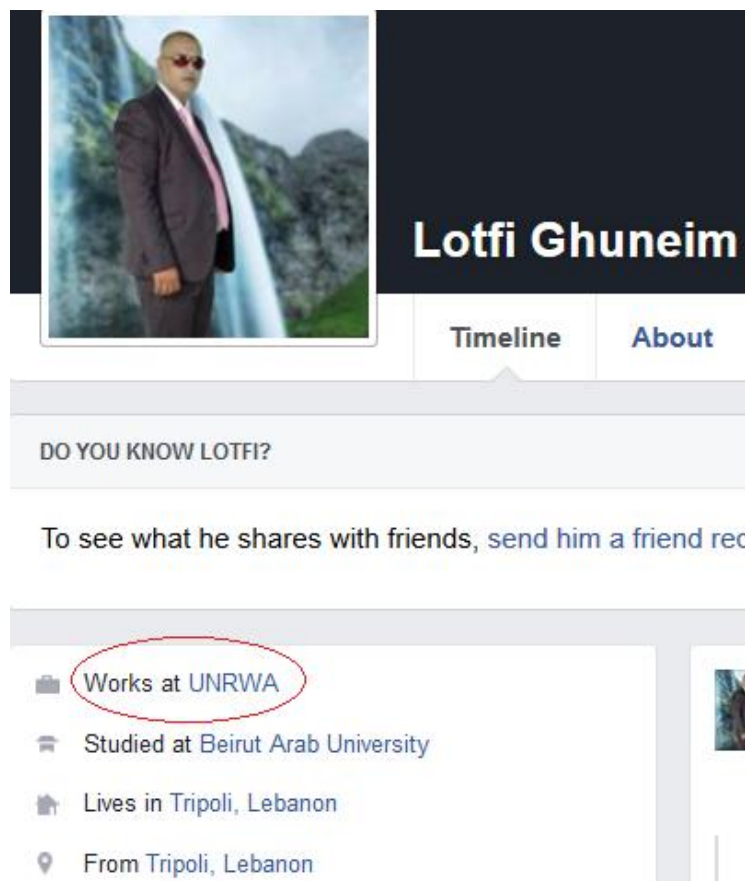 Lotfi Ghuneim
Timeline About
DO YOU KNOW LOTFI?
To see what he shares with friends, send him a friend
Works at UNRWA
Studied at Beirut Arab University
Lives in Tripoli, Lebanon
From Tripoli, Lebanon